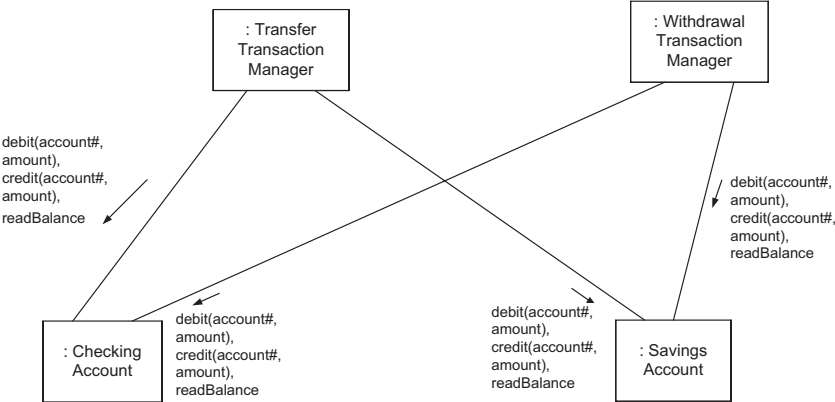 : Transfer
Transaction
Manager
: Withdrawal
Transaction
Manager
debit(account#,
amount),
credit(account#,
amount),
readBalance
debit(account#,
amount),
credit(account#,
amount),
readBalance
: Checking
Account
debit(account#,
amount),
credit(account#,
amount),
readBalance
debit(account#,
amount),
credit(account#,
amount),
readBalance
: Savings
Account